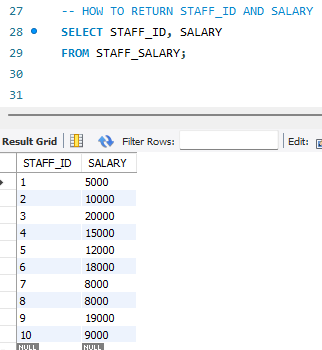 27 -- HOW TO RETURN STAFF_ID AND SALARY
28 SELECT STAFF_ID, SALARY
29 FROM STAFF_SALARY;
30
31
Result Grid Filter Rows: Edit:
STAFF_ID SALARY
1 5000
2 10000
3 20000
4 15000
5 12000
6 18000
7 8000
8 8000
9 19000
10 9000
NULL NULL